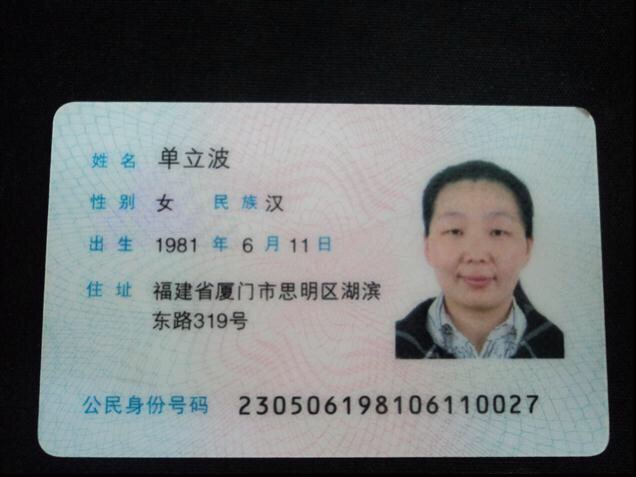 姓名 单立波
性别 女 民族 汉
出生 1981 年 6 月 11 日
住址 福建省厦门市思明区湖滨
东路319号
公民身份号码 230506198106110027